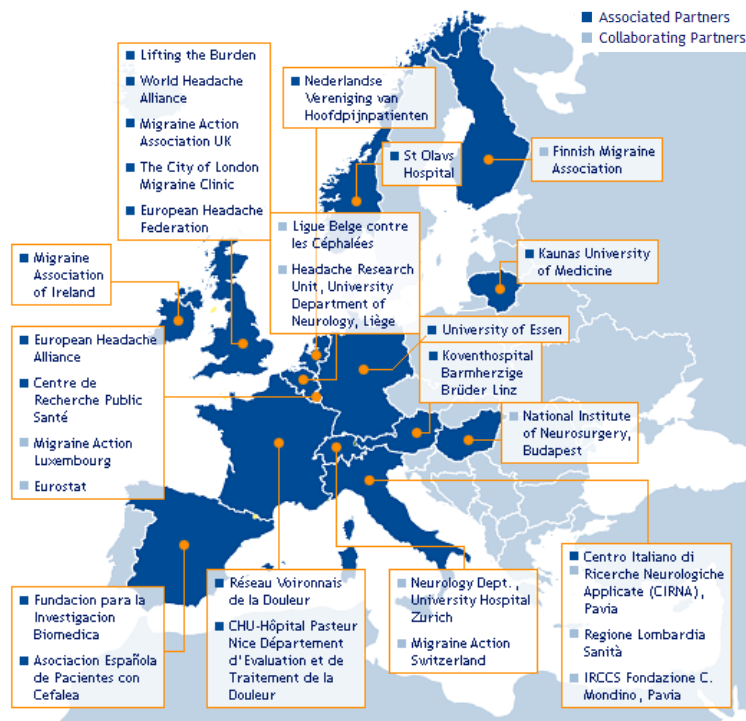 Associated Partners
Collaborating Partners
Lifting the Burden
World Headache
Alliance
Migraine Action
Association UK
The City of London
Migraine Clinic
European Headache
Federation
Nederlandse
Vereniging van
Hoofdpijnpatienten
St Olavs
Hospital
Finnish Migraine
Association
Migraine
Association
of Ireland
Ligue Belge contre
les Céphalées
Headache Research
Unit, University
Department of
Neurology, Liège
Kaunas University
of Medicine
European Headache
Alliance
Centre de
Recherche Public
Santé
Migraine Action
Luxembourg
Eurostat
University of Essen
Koventhospital
Barmherzige
Brüder Linz
National Institute
of Neurosurgery,
Budapest
Fundacion para la
Investigacion
Biomedica
Asociacion Española
de Pacientes con
Cefalea
Réseau Voironnais
de la Douleur
CHU-Hôpital Pasteur
Nice Département
d'Evaluation et de
Traitement de la
Douleur
Neurology Dept.,
University Hospital
Zurich
Migraine Action
Switzerland
Centro Italiano di
Ricerche Neurologiche
Applicate (CIRNA),
Pavia
Regione Lombardia
Sanità
IRCCS Fondazione C.
Mondino, Pavia